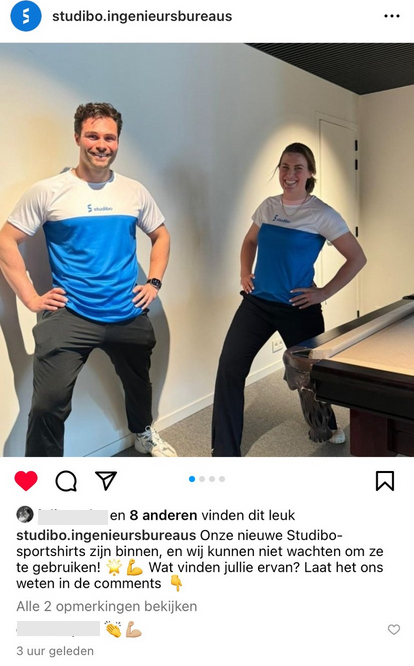 studibo.ingenieursbureaus
studibo
studibo
en 8 anderen vinden dit leuk
studibo.ingenieursbureaus Onze nieuwe Studibo-
sportshirts zijn binnen, en wij kunnen niet wachten om ze
te gebruiken! 🌟💪 Wat vinden jullie ervan? Laat het ons
weten in de comments 👇
Alle 2 opmerkingen bekijken
👏💪🏼
3 uur geleden